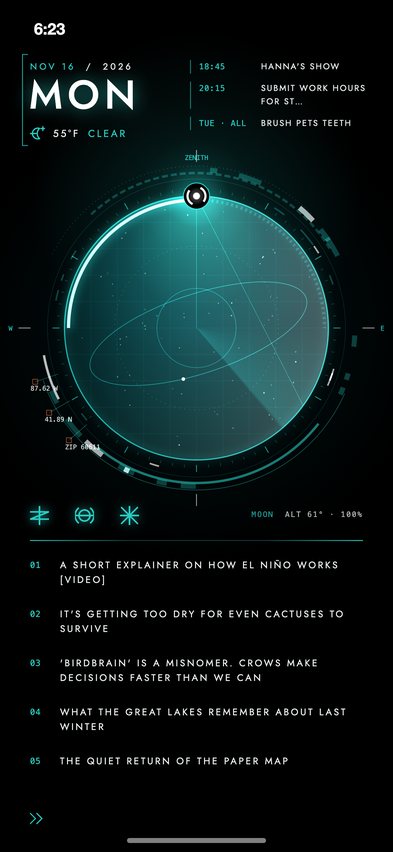 6:23
NOV 16 / 2026
MON
55°F CLEAR
18:45 HANNA'S SHOW
20:15 SUBMIT WORK HOURS
FOR ST…
TUE · ALL BRUSH PETS TEETH
ZENITH
W
E
87.62 W
41.89 N
ZIP 60611
MOON ALT 61° · 100%
01 A SHORT EXPLAINER ON HOW EL NIÑO WORKS
[VIDEO]
02 IT'S GETTING TOO DRY FOR EVEN CACTUSES TO
SURVIVE
03 'BIRDBRAIN' IS A MISNOMER. CROWS MAKE
DECISIONS FASTER THAN WE CAN
04 WHAT THE GREAT LAKES REMEMBER ABOUT LAST
WINTER
05 THE QUIET RETURN OF THE PAPER MAP